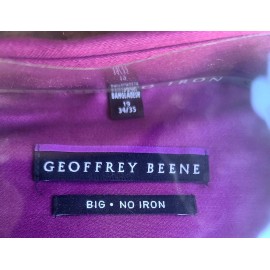 NO IRON
BANGLADESH
19
34/35
GEOFFREY BEENE
BIG • NO IRON